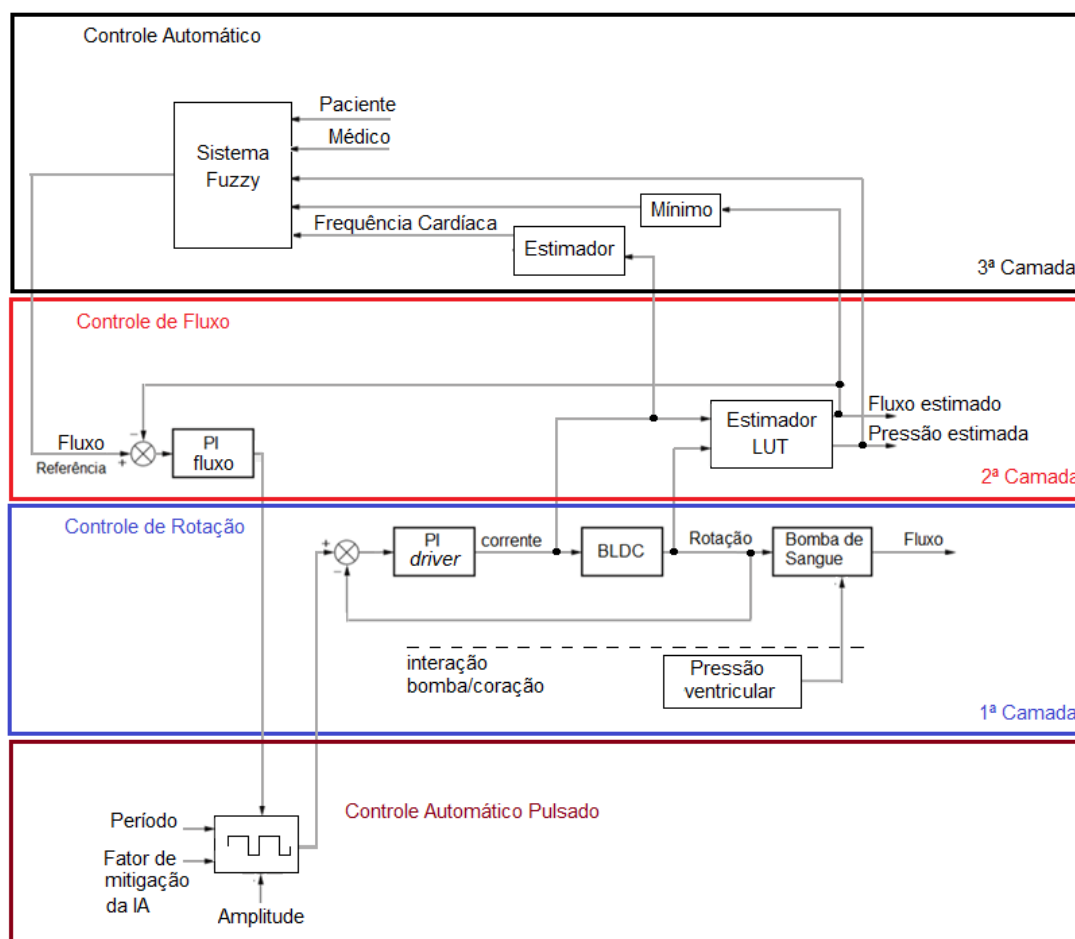 Controle Automático
Paciente
Médico
Sistema
Fuzzy
Mínimo
Frequência Cardíaca
Estimador
3ª Camada
Controle de Fluxo
Fluxo
Referência
PI
fluxo
Estimador
LUT
Fluxo estimado
Pressão estimada
2ª Camada
Controle de Rotação
PI
driver
corrente
BLDC
Rotação
Bomba de
Sangue
Fluxo
interação
bomba/coração
Pressão
ventricular
1ª Camada
Controle Automático Pulsado
Período
Fator de
mitigação
da IA
Amplitude